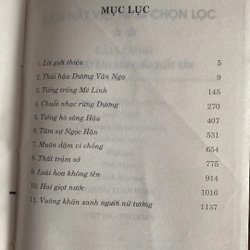 MỤC LỤC
1. Lời giới thiệu 5
2. Thái hậu Dương Vân Nga 9
3. Tiếng trống Mê Linh 145
4. Chuỗi ngọc rừng Dương 270
5. Tiếng hò sông Hậu 407
6. Tâm sự Ngọc Hân 531
7. Muôn dặm vì chồng 654
8. Thất trảm sớ 775
9. Loài hoa không tên 914
10. Hai giọt nước 1016
11. Vuông khăn xanh người nữ tướng 1137